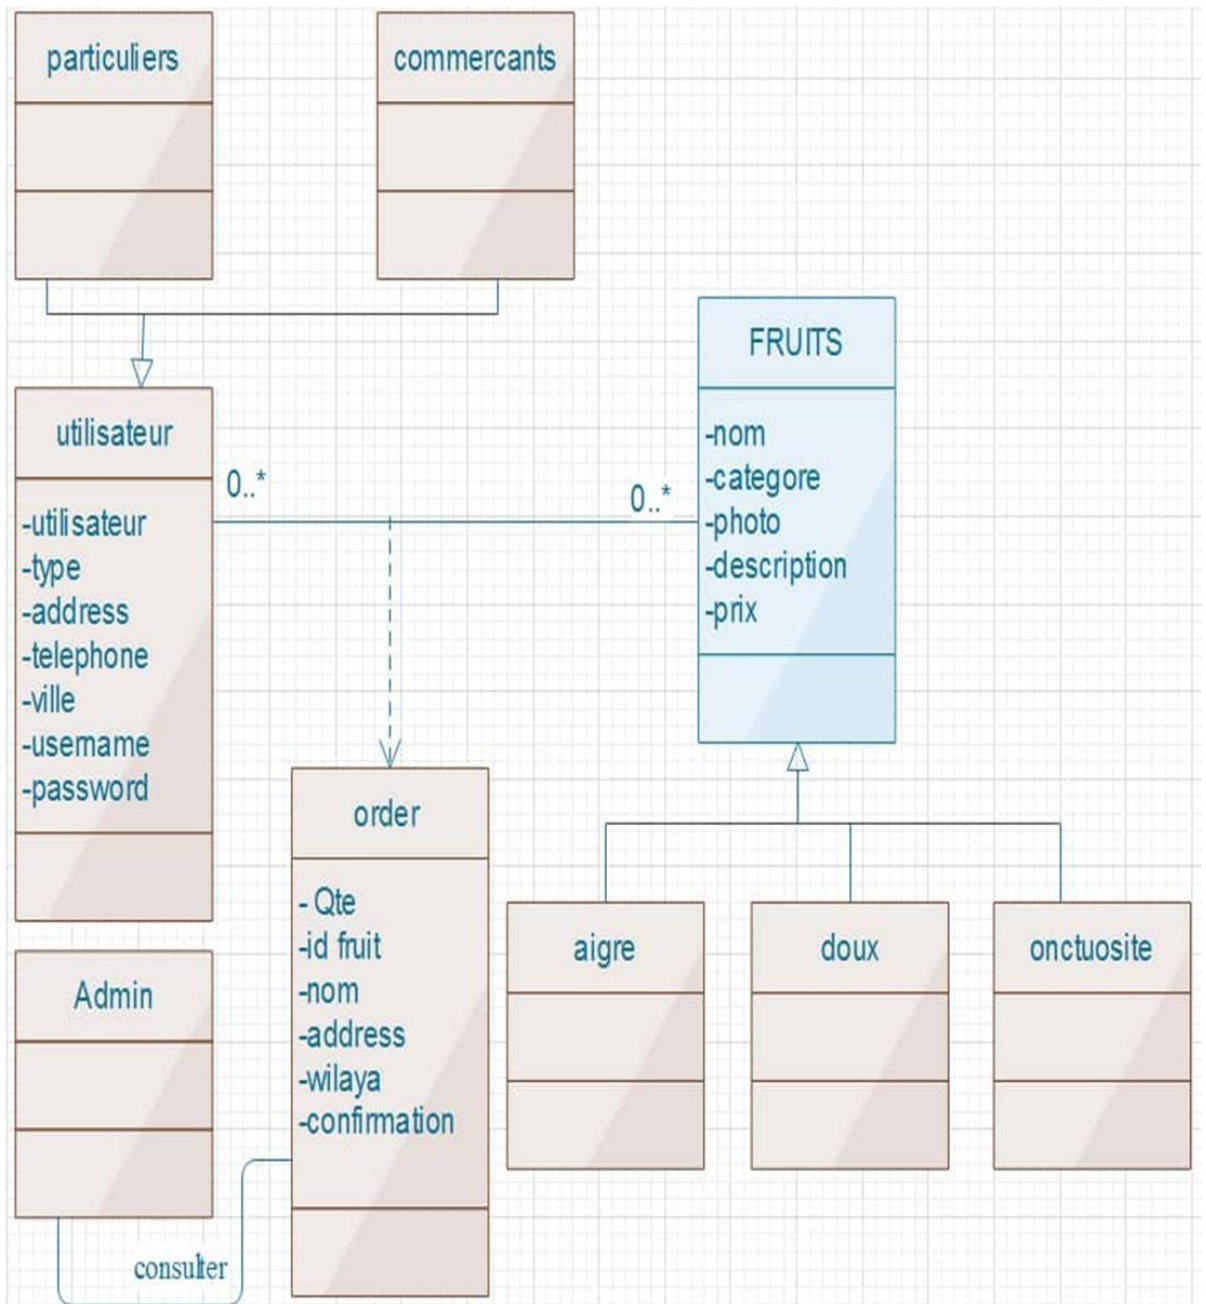 particuliers
commercants
FRUITS
-nom
-categore
-photo
-description
-prix
utilisateur
-utilisateur
-type
-address
-telephone
-ville
-username
-password
0..*
0..*
order
- Qte
-id fruit
-nom
-address
-wilaya
-confirmation
aigre
doux
onctuosite
Admin
consulter